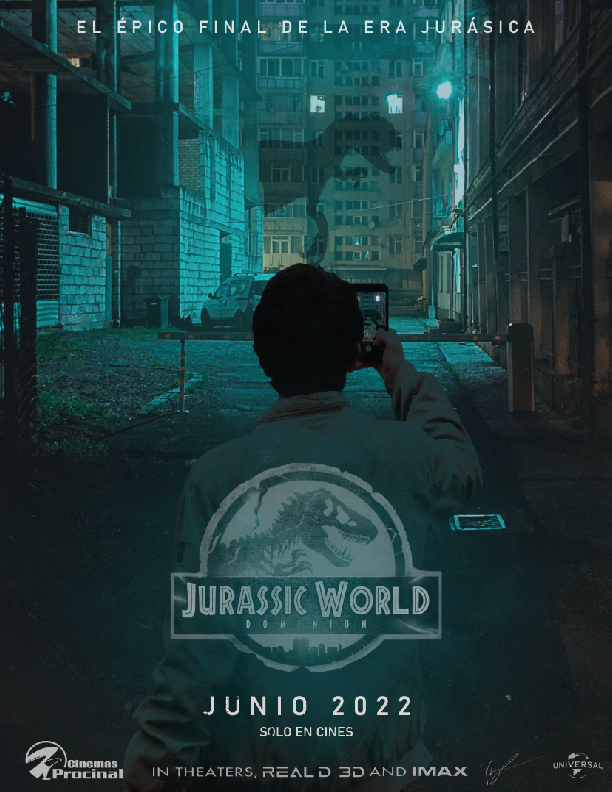 EL ÉPICO FINAL DE LA ERA JURÁSICA
JURASSIC WORLD
DOMINION
JUNIO 2022
SOLO EN CINES
Cinemas
Procinal
IN THEATERS, REAL D 3D AND IMAX
UNIVERSAL